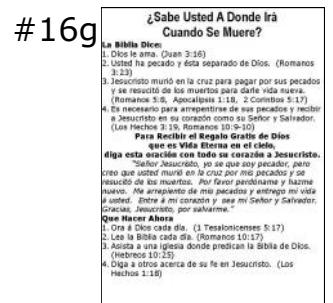 #16g
¿Sabe Usted A Donde Irá
Cuando Se Muere?
La Biblia Dice:
1. Dios le ama. (Juan 3:16)
2. Usted ha pecado y ésta separado de Dios. (Romanos
3:23)
3. Jesucristo murió en la cruz para pagar por sus pecados
y se resucitó de los muertos para darle vida nueva.
(Romanos 5:8, Apocalipsis 1:18, 2 Corintios 5:17)
4. Es necesario para arrepentirse de sus pecados y recibir
a Jesucristo en su corazón como su Señor y Salvador.
(Los Hechos 3:19, Romanos 10:9-10)
Para Recibir el Regalo Gratis de Dios
que es Vida Eterna en el cielo,
diga esta oración con todo su corazón a Jesucristo.
"Señor Jesucristo, yo se que soy pecador, pero
creo que usted murió en la cruz por mis pecados y se
resucitó de los muertos. Por favor perdóname y hazme
nuevo. Me arrepiento de mis pecados y entrego mi vida
á usted. Entre á mi corazón y sea mi Señor y Salvador.
Gracias, Jesucristo, por salvarme."
Que Hacer Ahora
1. Ora á Dios cada día. (1 Tesalonicenses 5:17)
2. Lea la Biblia cada día. (Romanos 10:17)
3. Asista a una iglesia donde predican la Biblia de Dios.
(Hebreos 10:25)
4. Diga a otros acerca de su fe en Jesucristo. (Los
Hechos 1:18)